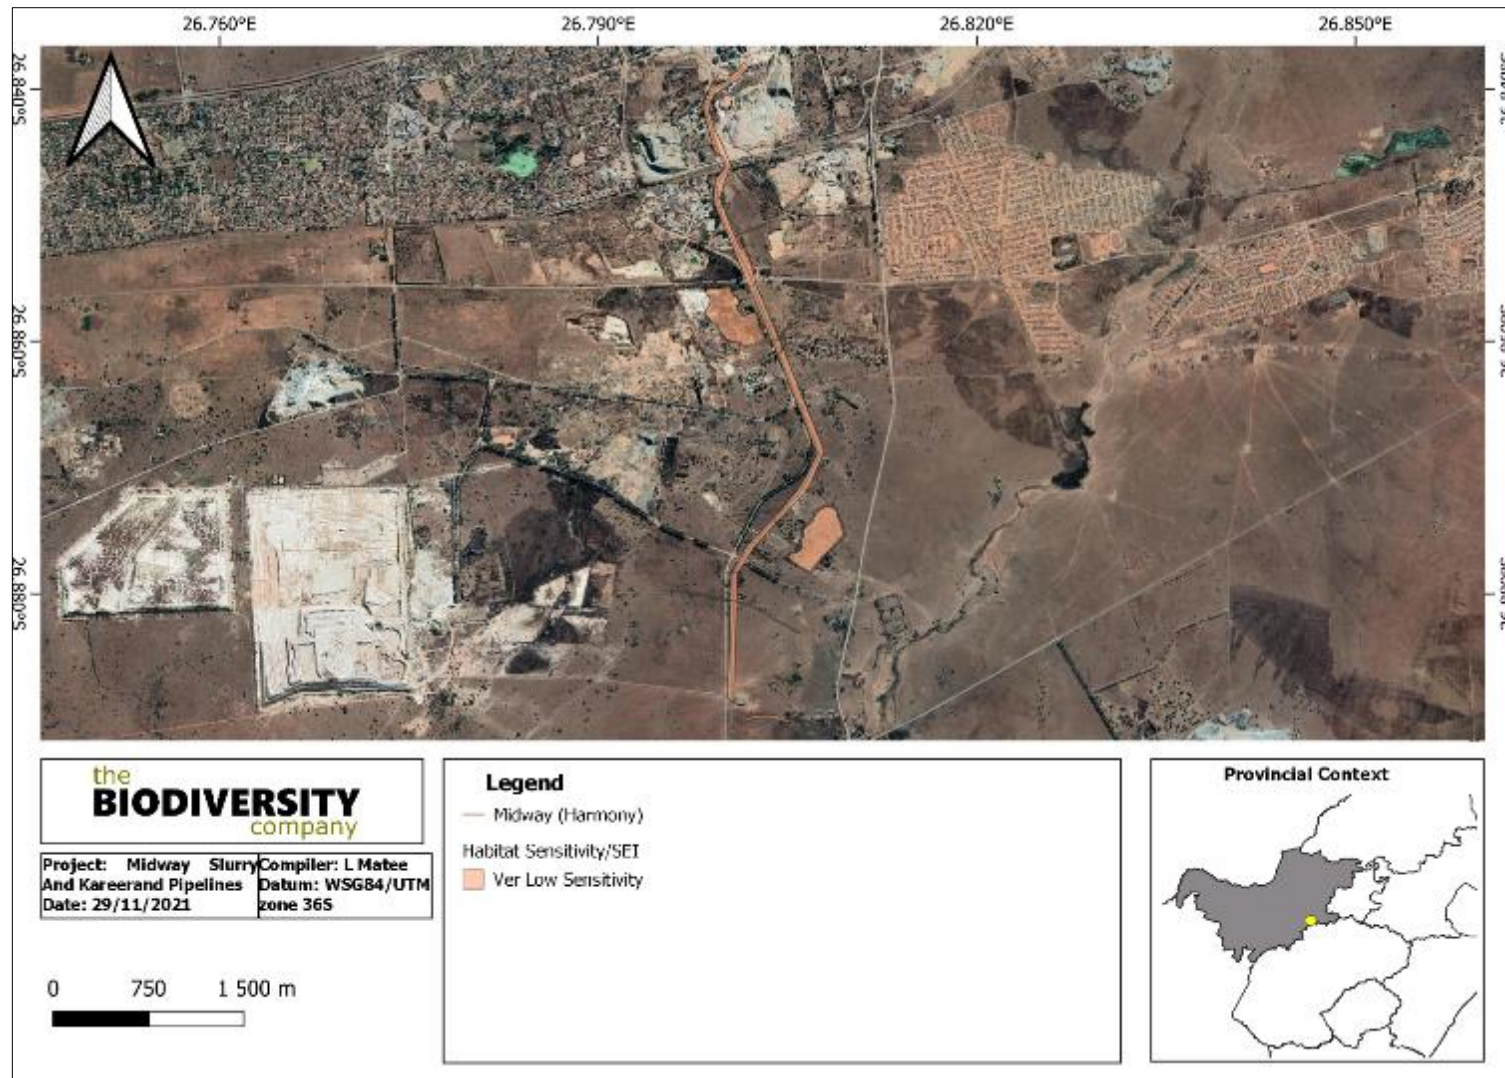 26.760°E 26.790°E 26.820°E 26.850°E
26.840°S
26.860°S
26.880°S
the
BIODIVERSITY
company
Project: Midway Slurry
And Kareerand Pipelines
Date: 29/11/2021
Compiler: L Matee
Datum: WSG84/UTM
zone 36S
0 750 1 500 m
Legend
Midway (Harmony)
Habitat Sensitivity/SEI
Ver Low Sensitivity
Provincial Context